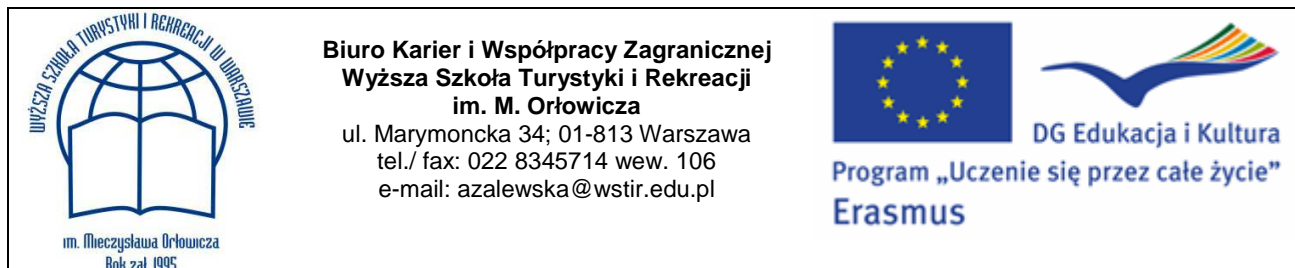 WYŻSZA SZKOŁA TURYSTYKI I REKREACJI W WARSZAWIE
im. Mieczysława Orłowicza
Rok zał. 1995
Biuro Karier i Współpracy Zagranicznej
Wyższa Szkoła Turystyki i Rekreacji
im. M. Orłowicza
ul. Marymoncka 34; 01-813 Warszawa
tel./ fax: 022 8345714 wew. 106
e-mail: azalewska@wstir.edu.pl
DG Edukacja i Kultura
Program „Uczenie się przez całe życie”
Erasmus